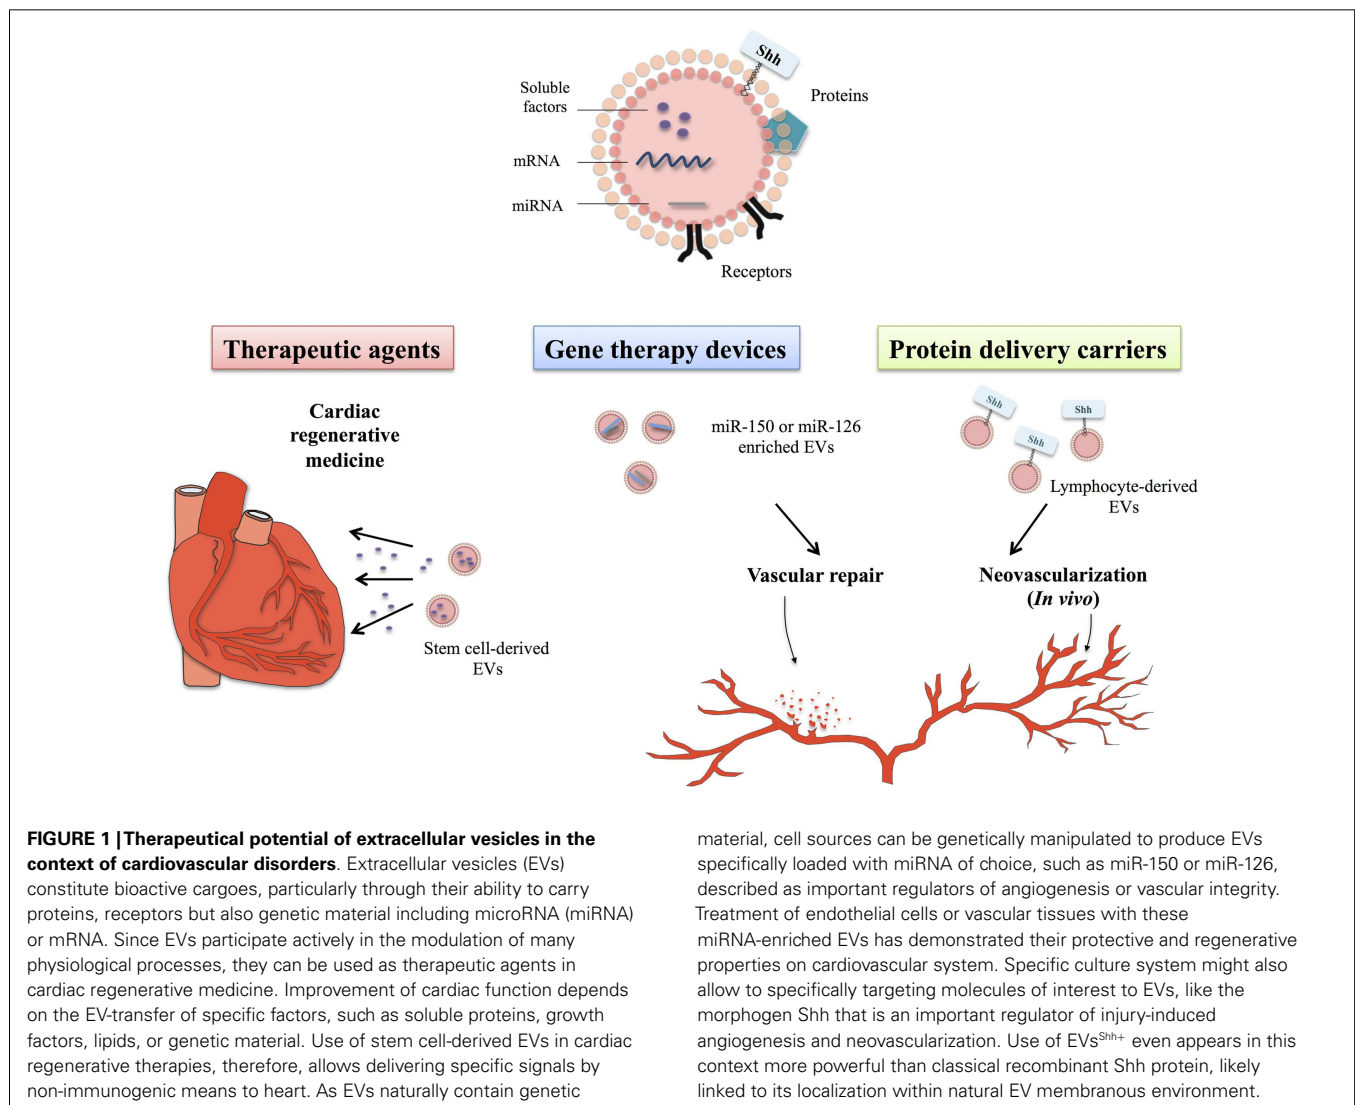 Shh
Soluble
factors
Proteins
mRNA
miRNA
Receptors
Therapeutic agents
Gene therapy devices
Protein delivery carriers
Cardiac
regenerative
medicine
miR-150 or miR-126
enriched EVs
Shh
Shh
Shh
Lymphocyte-derived
EVs
Vascular repair
Neovascularization
(In vivo)
Stem cell-derived
EVs
FIGURE 1 | Therapeutical potential of extracellular vesicles in the
context of cardiovascular disorders. Extracellular vesicles (EVs)
constitute bioactive cargoes, particularly through their ability to carry
proteins, receptors but also genetic material including microRNA (miRNA)
or mRNA. Since EVs participate actively in the modulation of many
physiological processes, they can be used as therapeutic agents in
cardiac regenerative medicine. Improvement of cardiac function depends
on the EV-transfer of specific factors, such as soluble proteins, growth
factors, lipids, or genetic material. Use of stem cell-derived EVs in cardiac
regenerative therapies, therefore, allows delivering specific signals by
non-immunogenic means to heart. As EVs naturally contain genetic
material, cell sources can be genetically manipulated to produce EVs
specifically loaded with miRNA of choice, such as miR-150 or miR-126,
described as important regulators of angiogenesis or vascular integrity.
Treatment of endothelial cells or vascular tissues with these
miRNA-enriched EVs has demonstrated their protective and regenerative
properties on cardiovascular system. Specific culture system might also
allow to specifically targeting molecules of interest to EVs, like the
morphogen Shh that is an important regulator of injury-induced
angiogenesis and neovascularization. Use of EVsShh+ even appears in this
context more powerful than classical recombinant Shh protein, likely
linked to its localization within natural EV membranous environment.